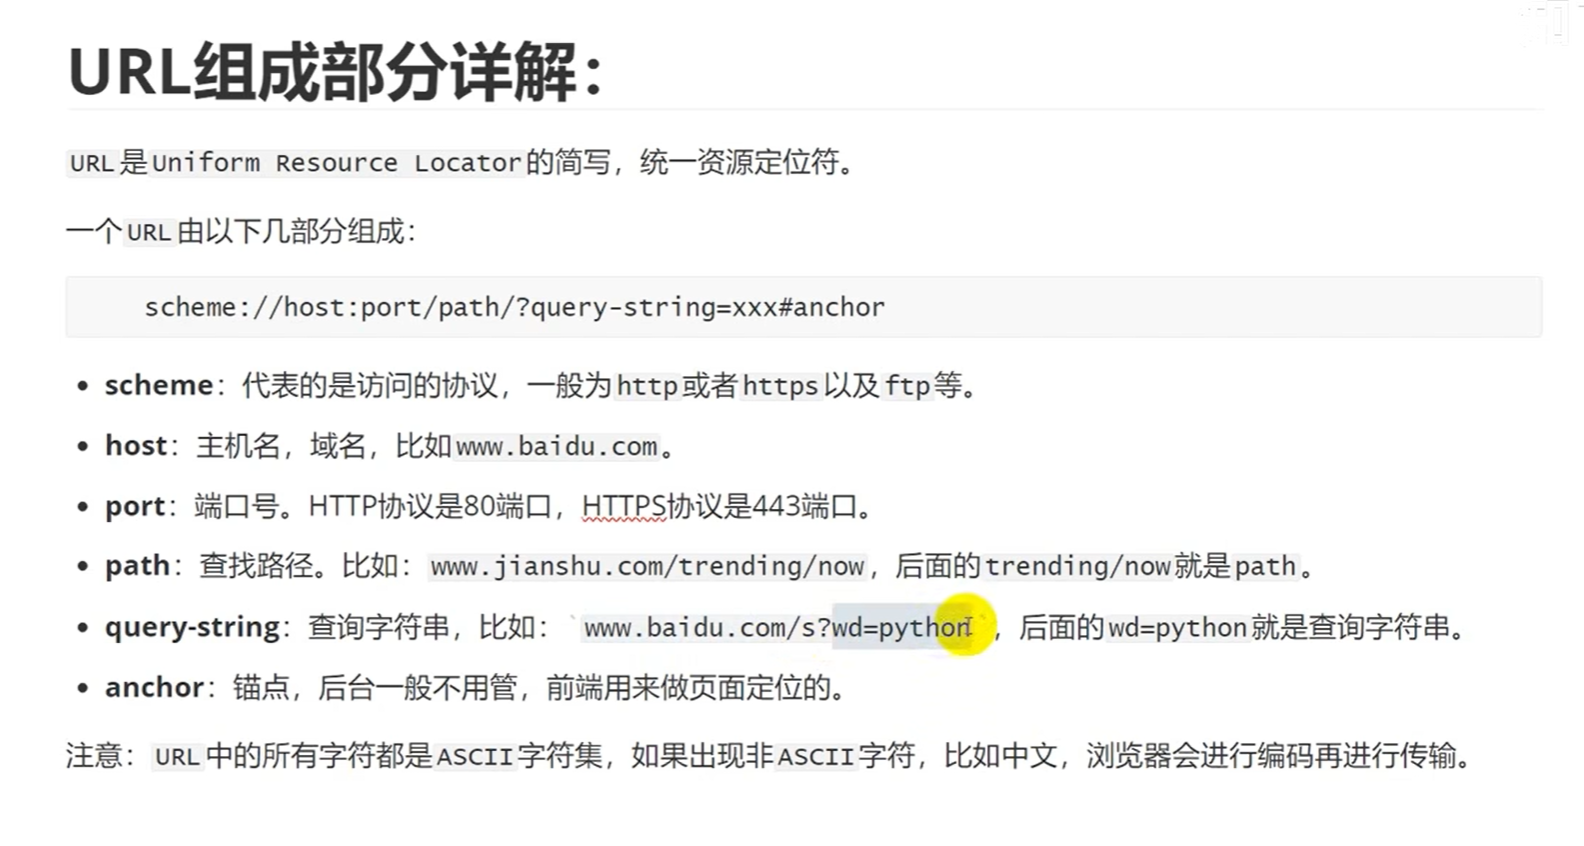 URL组成部分详解：
URL是Uniform Resource Locator的简写，统一资源定位符。
一个URL由以下几部分组成：
scheme://host:port/path/?query-string=xxx#anchor
• scheme：代表的是访问的协议，一般为http或者https以及ftp等。
• host：主机名，域名，比如www.baidu.com。
• port：端口号。HTTP协议是80端口，HTTPS协议是443端口。
• path：查找路径。比如：www.jianshu.com/trending/now，后面的trending/now就是path。
• query-string：查询字符串，比如：`www.baidu.com/s?wd=python`，后面的wd=python就是查询字符串。
• anchor：锚点，后台一般不用管，前端用来做页面定位的。
注意：URL中的所有字符都是ASCII字符集，如果出现非ASCII字符，比如中文，浏览器会进行编码再进行传输。